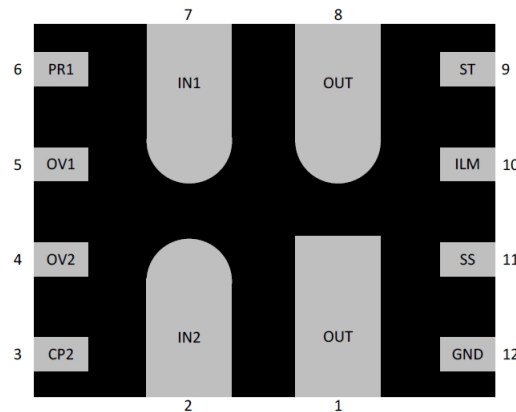 7 8
6 PR1 IN1 OUT ST 9
5 OV1 ILM 10
4 OV2 SS 11
3 CP2 IN2 OUT GND 12
2 1